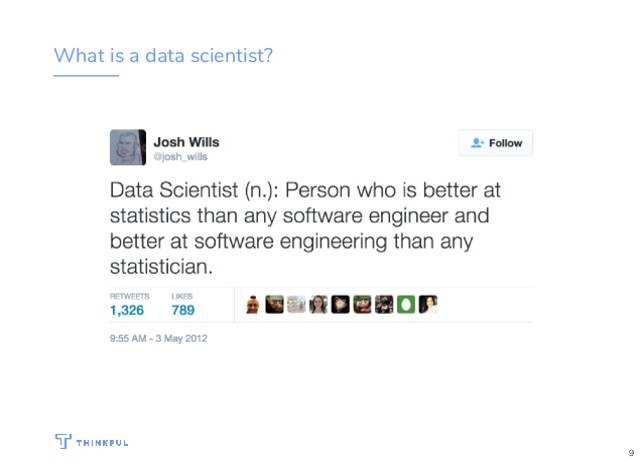 What is a data scientist?
Josh Wills
@josh_wills
Follow
Data Scientist (n.): Person who is better at
statistics than any software engineer and
better at software engineering than any
statistician.
RETWEETS LIKES
1,326 789
9:55 AM - 3 May 2012
THINKFUL
9